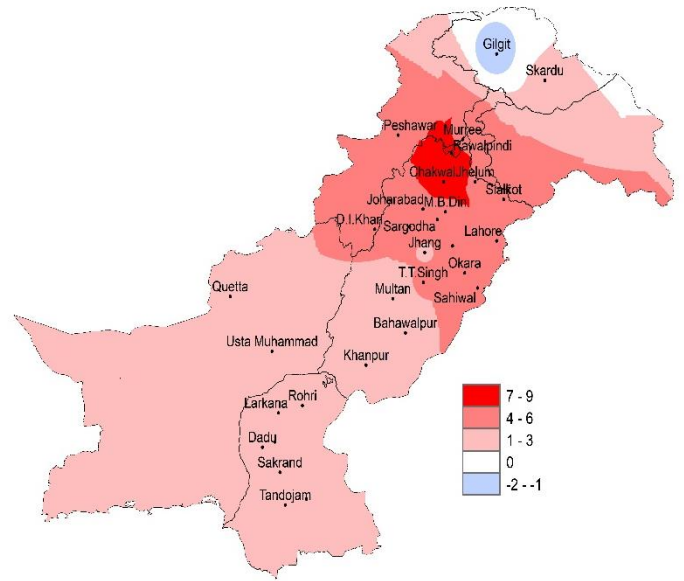 Gilgit
Skardu
Peshawar
Murree
Rawalpindi
Chakwal
Jhelum
Sialkot
Joharabad
M.B.Din
D.I.Khan
Sargodha
Lahore
Jhang
Okara
T.T.Singh
Quetta
Multan
Sahiwal
Bahawalpur
Usta Muhammad
Khanpur
Rohri
Larkana
Dadu
Sakrand
Tandojam
7 - 9
4 - 6
1 - 3
0
-2 - -1